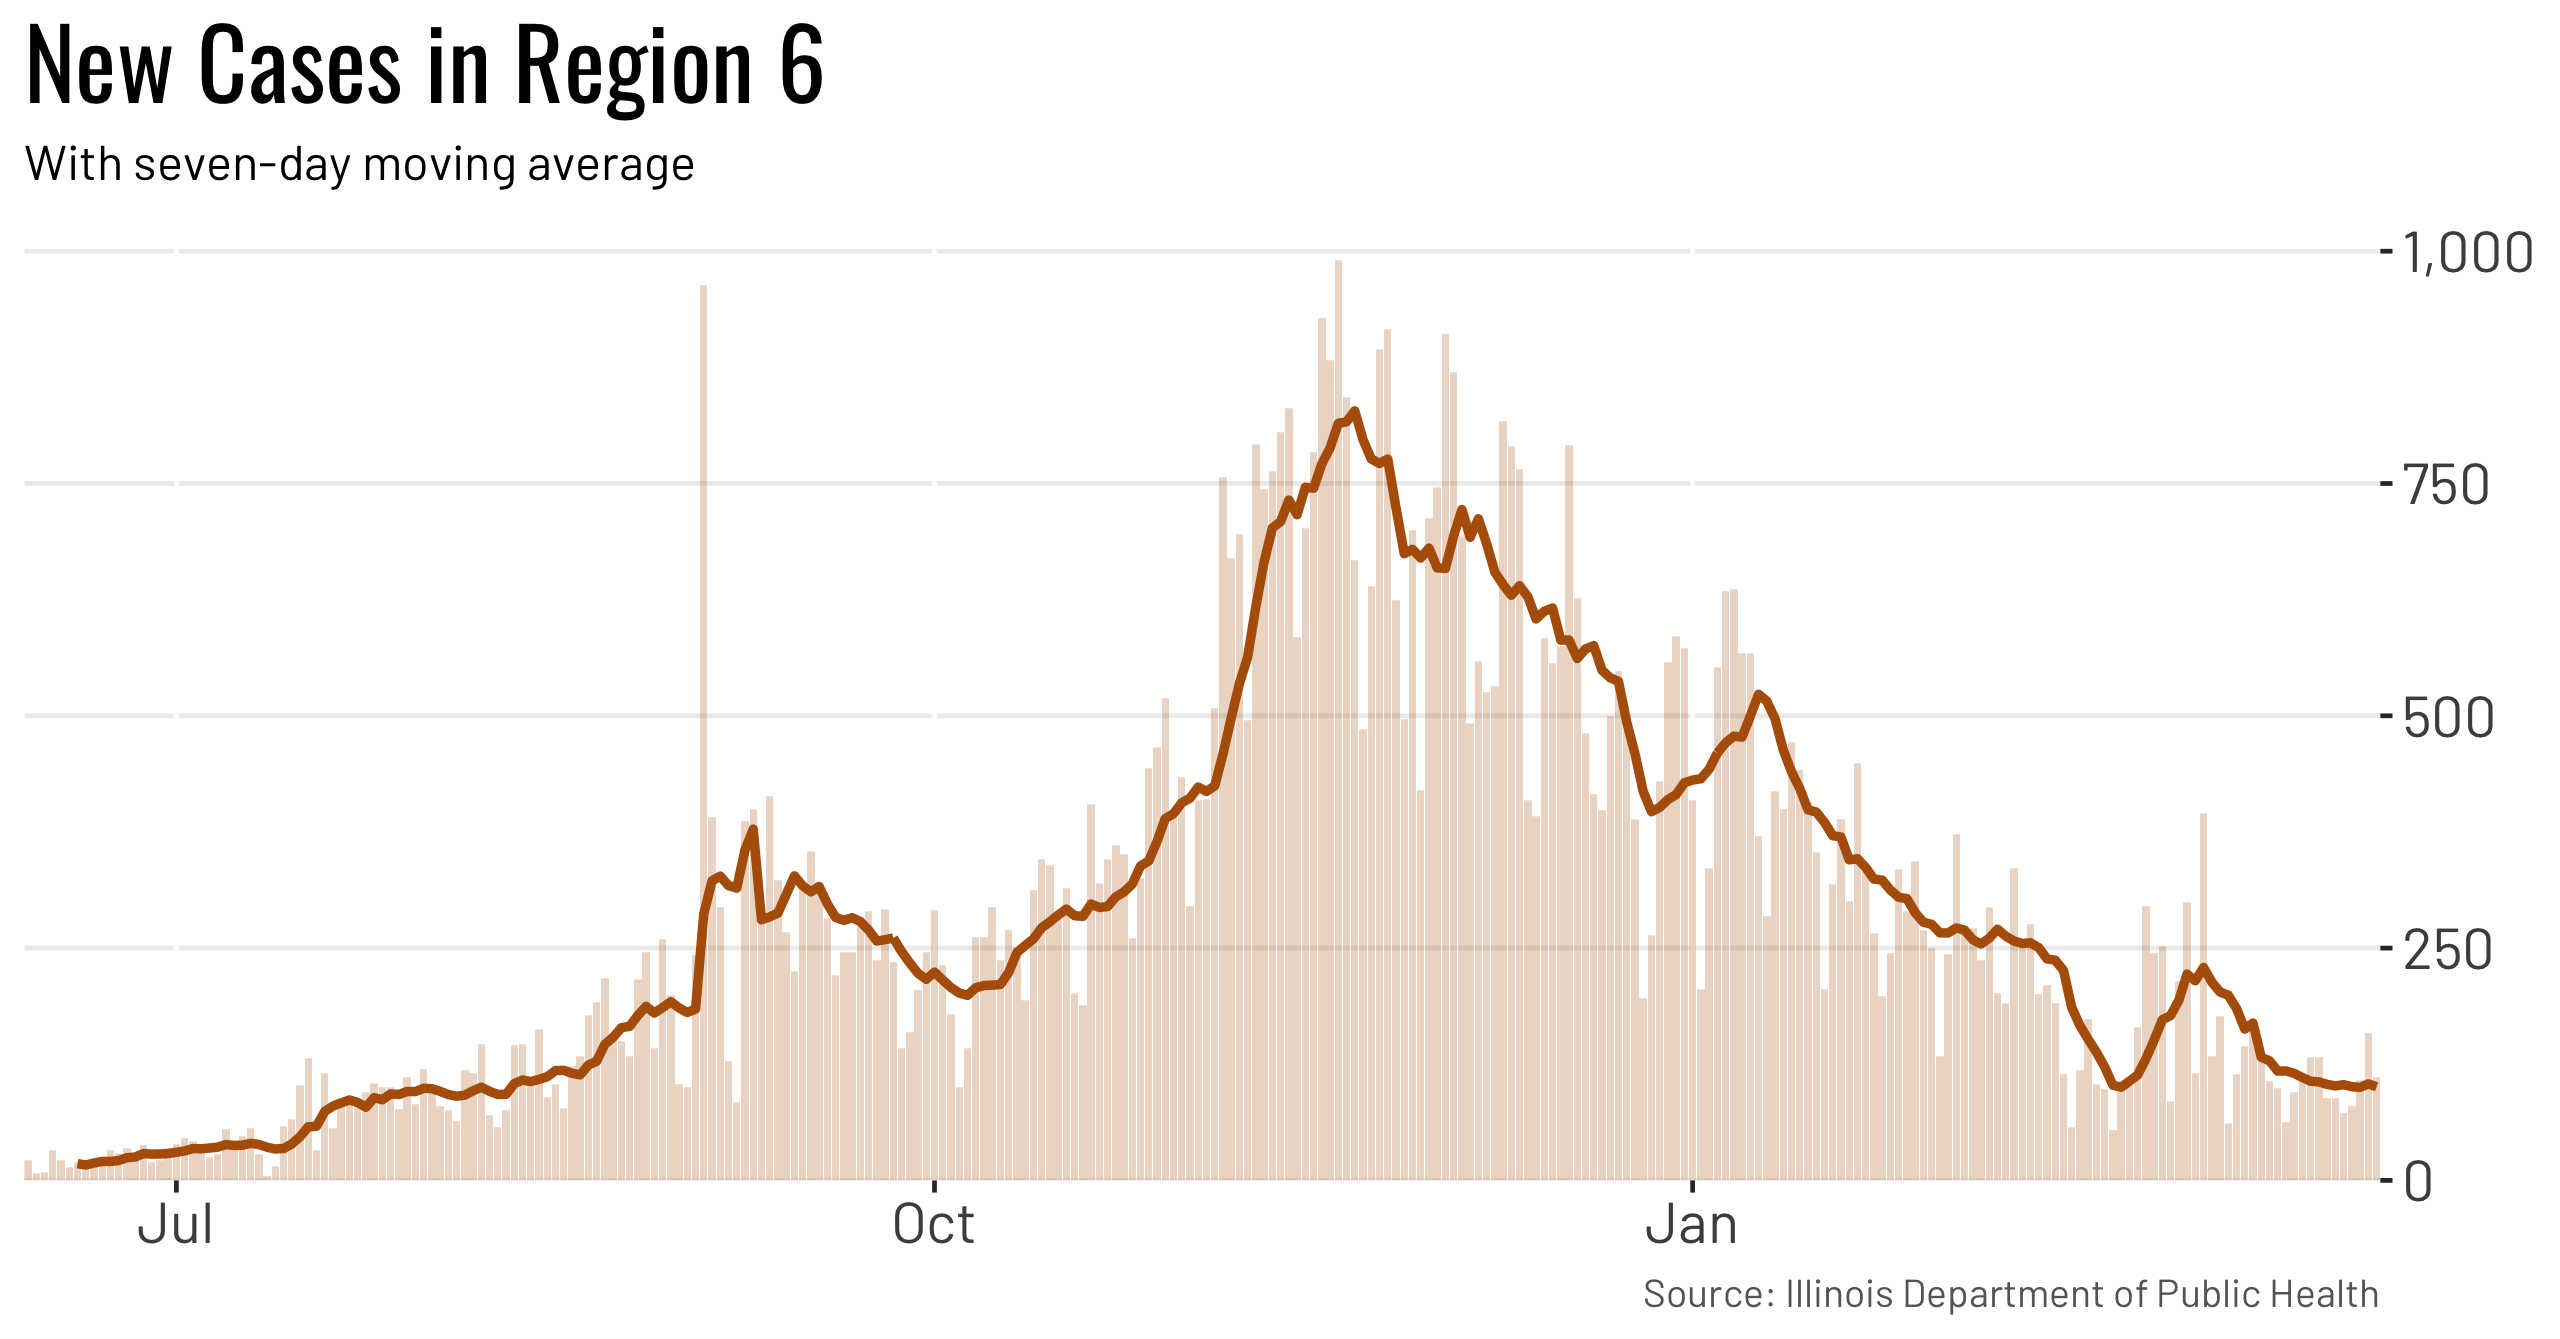 New Cases in Region 6
With seven-day moving average
1,000
750
500
250
0
Jul Oct Jan
Source: Illinois Department of Public Health